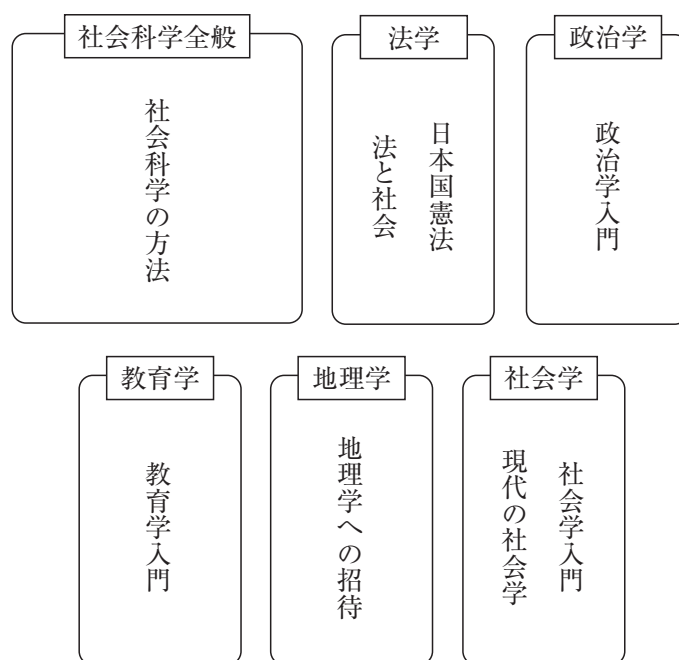 社会科学全般
社会科学の方法
法学
日本国憲法
法と社会
政治学
政治学入門
教育学
教育学入門
地理学
地理学への招待
社会学
社会学入門
現代の社会学